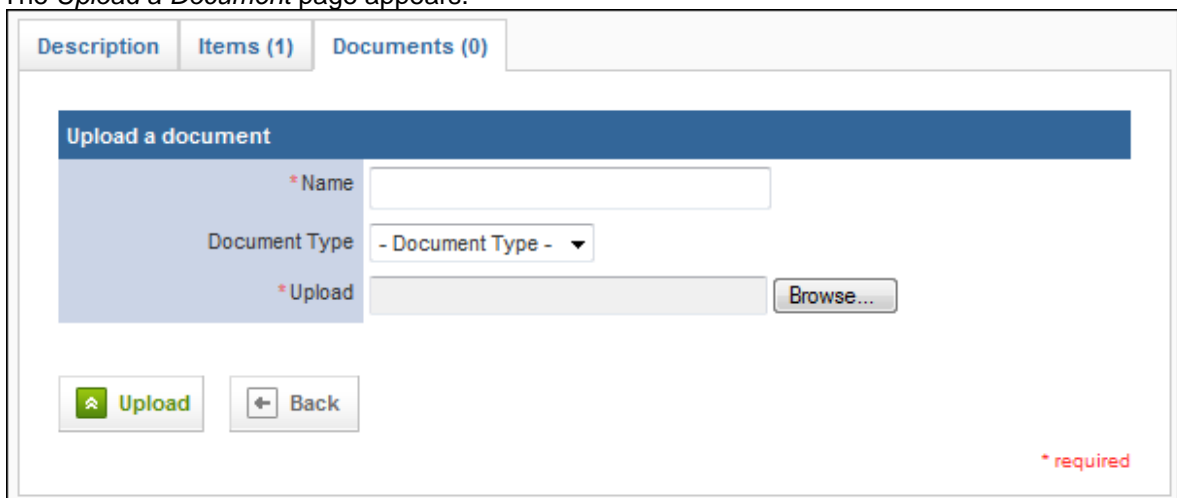 The Upload a Document page appears.
Description Items (1) Documents (0)
Upload a document
* Name
Document Type - Document Type -
* Upload Browse...
Upload Back
* required